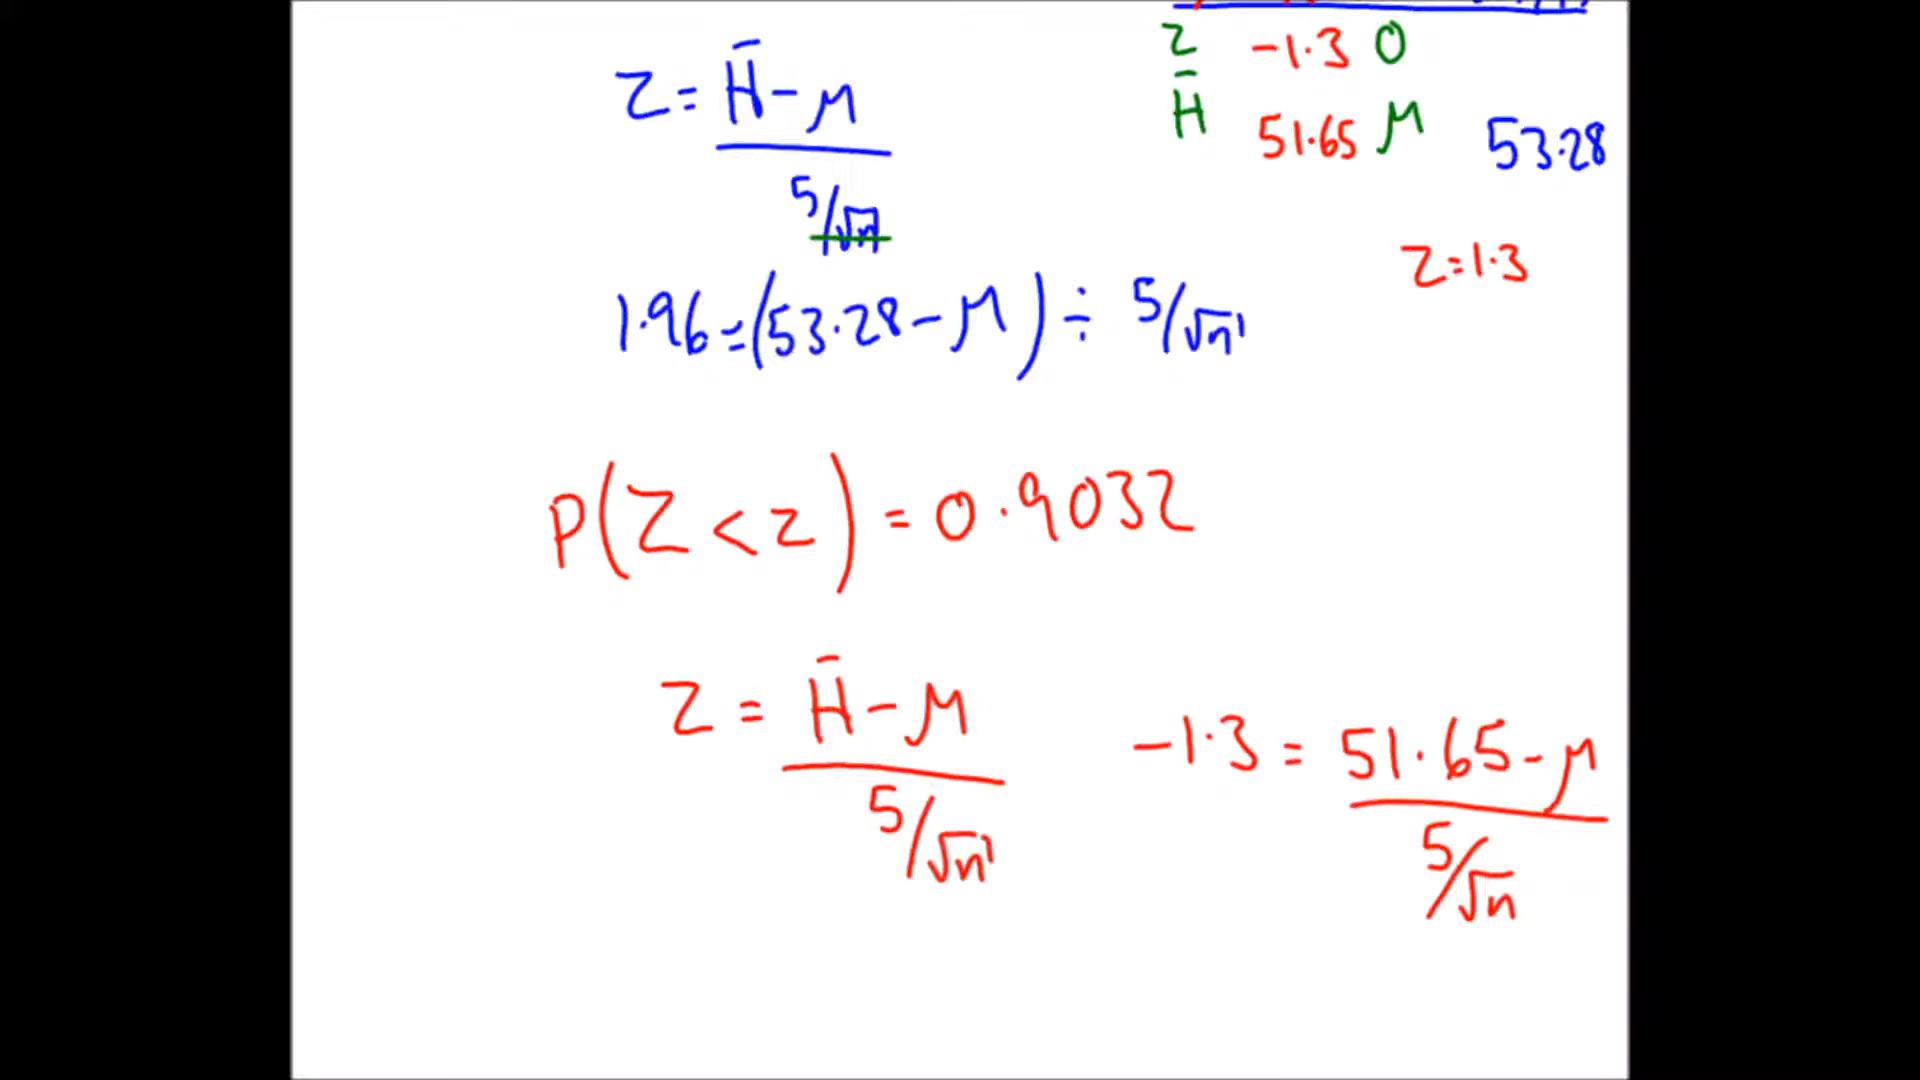 z -1.3 0
H̄ 51.65 μ 53.28
Z = H̄ - μ
5/√n
z = 1.3
1.96 = (53.28 - μ) ÷ 5/√n
P(Z < z) = 0.9032
Z = H̄ - μ
5/√n
-1.3 = 51.65 - μ
5/√n